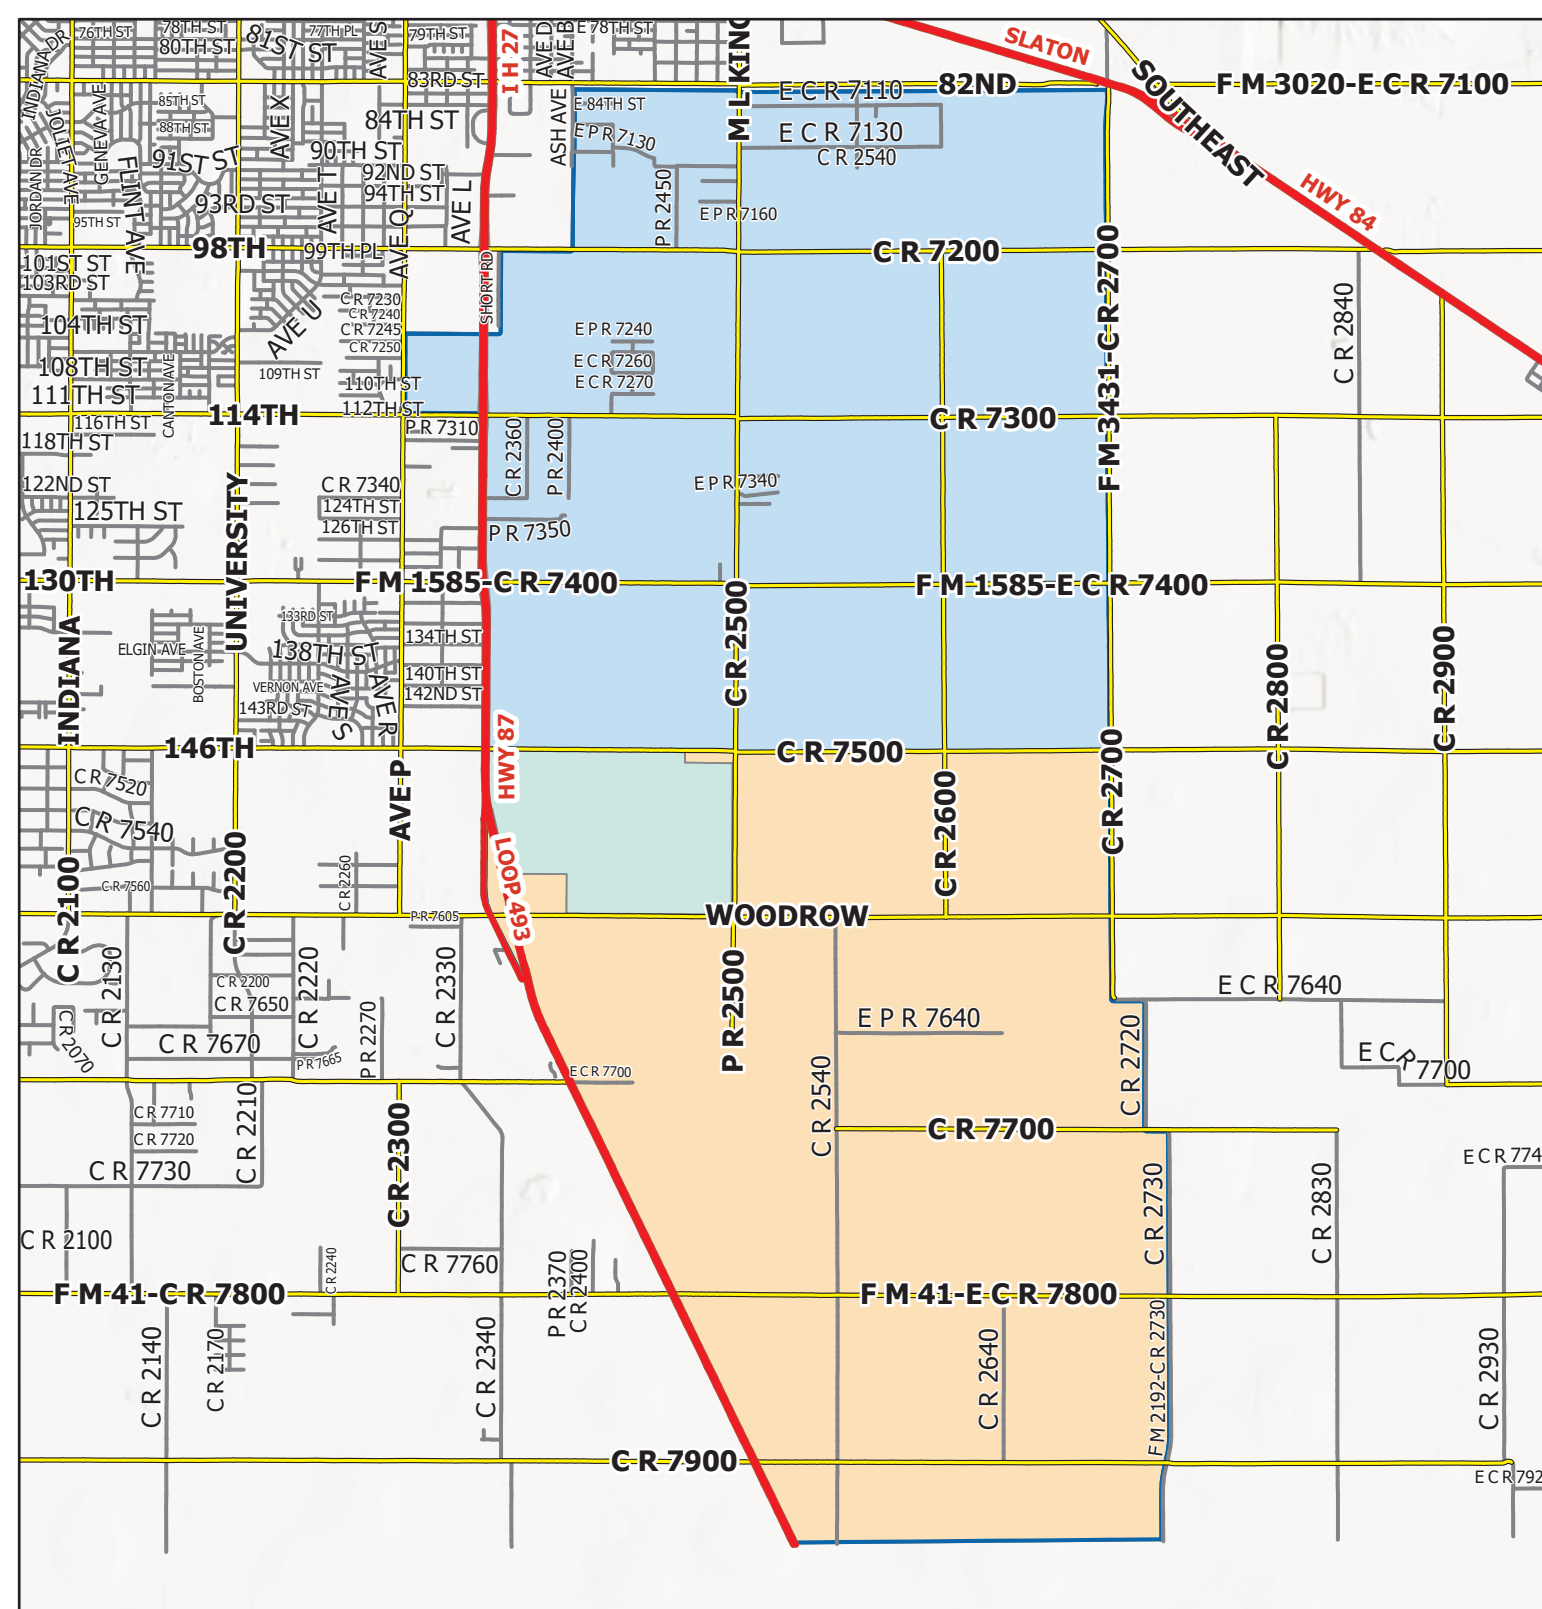 76TH ST
78TH ST
80TH ST
81ST ST
77TH PL
AVE S
79TH ST
I H 27
AVE D
AVE B
E 78TH ST
M L KING
SLATON
INDIANA DR
83RD ST
82ND
SOUTHEAST
F M 3020-E C R 7100
JOLIET AVE
GENEVA AVE
85TH ST
88TH ST
AVE X
84TH ST
ASH AVE
E 84TH ST
E C R 7110
E P R 7130
E C R 7130
C R 2540
JORDAN DR
FLINT AVE
91ST ST
90TH ST
92ND ST
94TH ST
AVE T
AVE Q
AVE L
P R 2450
E P R 7160
HWY 84
93RD ST
95TH ST
98TH
99TH PL
C R 7200
F M 3431-C R 2700
101ST ST
103RD ST
SHORT RD
C R 7230
C R 7240
C R 7245
C R 7250
104TH ST
AVE U
E P R 7240
E C R 7260
E C R 7270
C R 2840
108TH ST
109TH ST
110TH ST
111TH ST
CANTON AVE
112TH ST
114TH
C R 7300
116TH ST
118TH ST
P R 7310
C R 2360
P R 2400
E P R 7340
122ND ST
125TH ST
C R 7340
124TH ST
126TH ST
P R 7350
UNIVERSITY
130TH
F M 1585-C R 7400
F M 1585-E C R 7400
133RD ST
134TH ST
INDIANA
ELGIN AVE
BOSTON AVE
138TH ST
140TH ST
142ND ST
VERNON AVE
143RD ST
AVE S
AVE R
C R 2500
C R 2800
C R 2900
146TH
HWY 87
C R 7500
C R 2700
C R 7520
C R 7540
AVE P
C R 2600
C R 2100
C R 2200
C R 2260
C R 7560
LOOP 493
P R 7605
WOODROW
C R 2130
C R 2200
C R 7650
C R 2220
C R 2330
P R 2500
E C R 7640
C R 2070
C R 7670
P R 7665
P R 2270
E P R 7640
C R 2720
E C R 7700
E C R 7700
C R 2540
C R 7710
C R 7720
C R 2210
C R 2300
C R 7700
C R 7730
C R 2730
C R 2830
E C R 774
C R 2100
C R 2240
C R 7760
P R 2370
C R 2400
F M 41-C R 7800
F M 41-E C R 7800
C R 2140
C R 2170
C R 2340
C R 2640
F M 2192-C R 2730
C R 2930
C R 7900
E C R 792